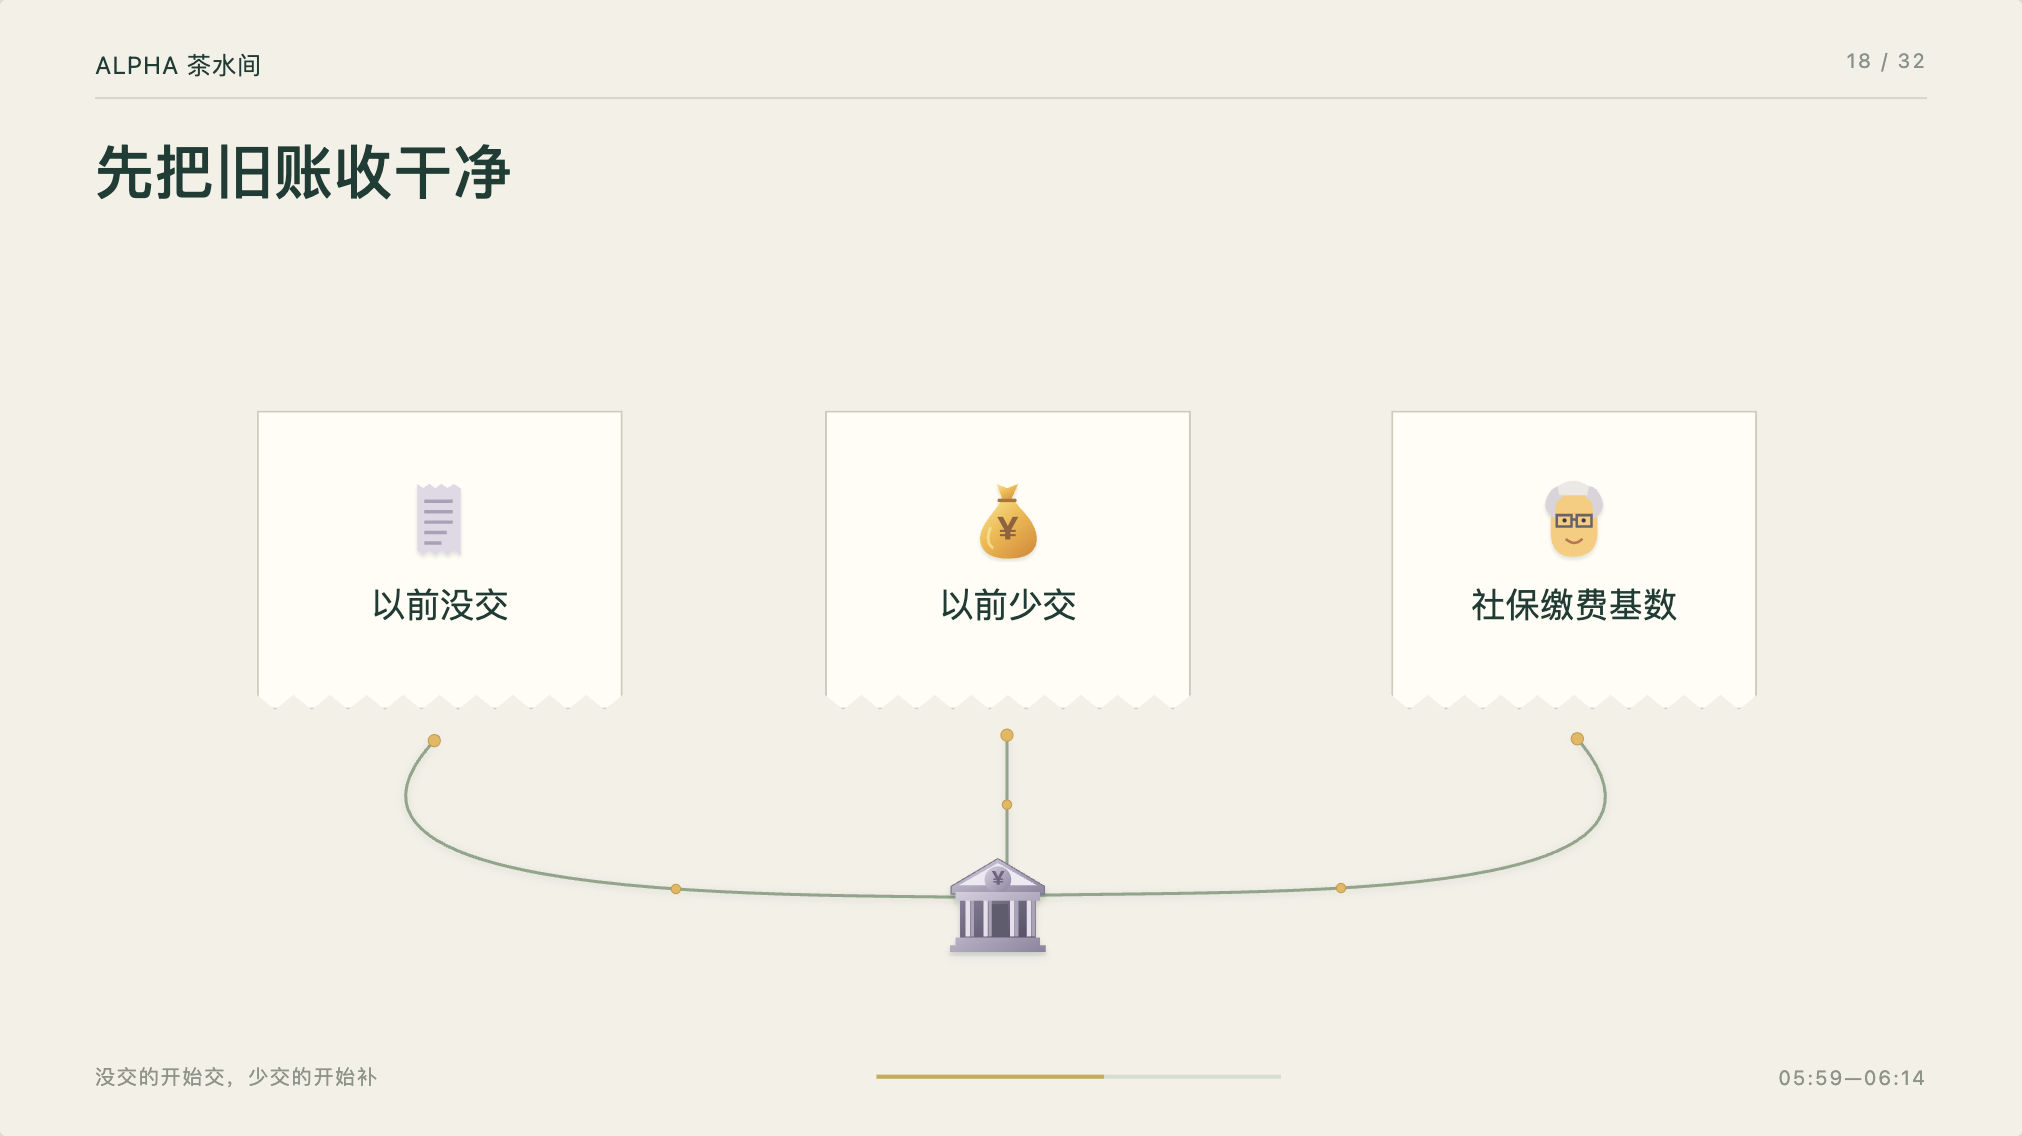 ALPHA 茶水间
18 / 32
先把旧账收干净
¥
以前没交
以前少交
社保缴费基数
¥
没交的开始交，少交的开始补
05:59—06:14